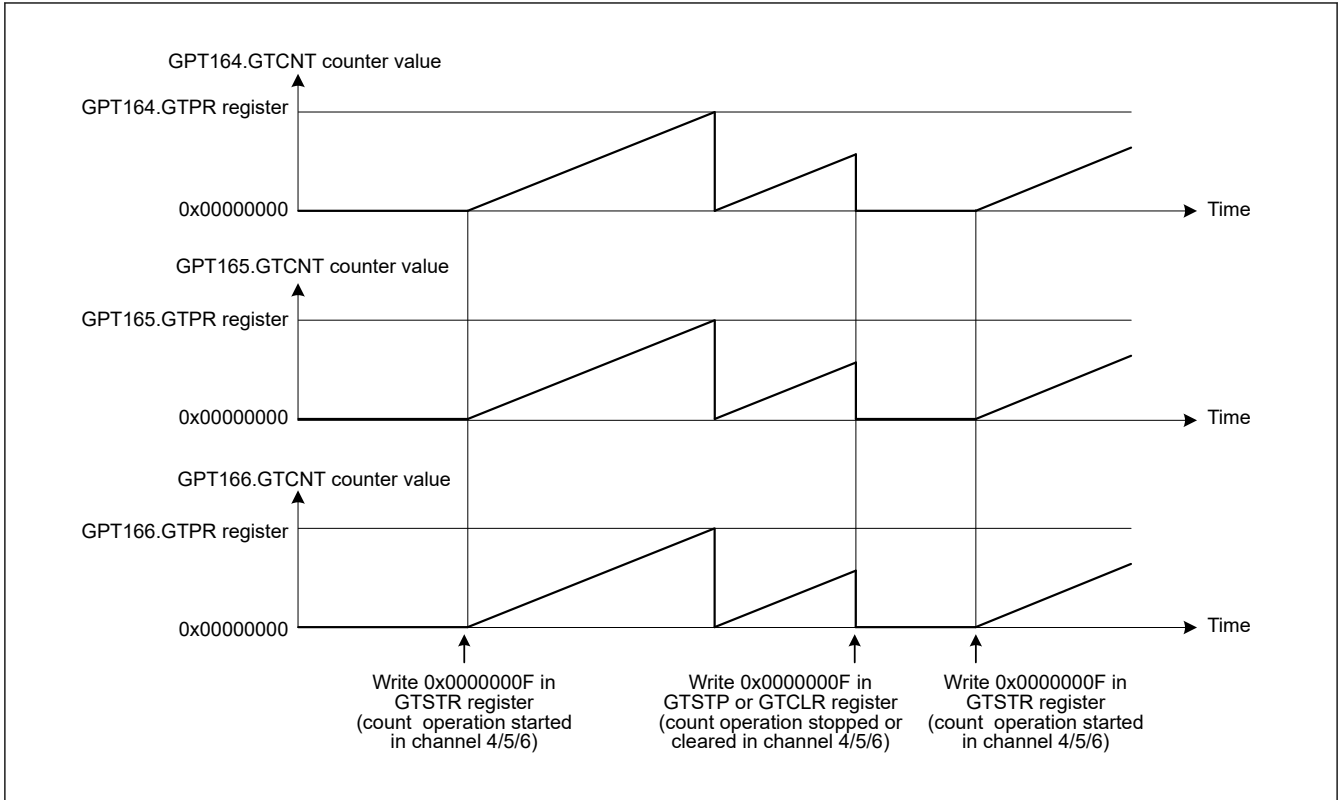 GPT164.GTCNT counter value
GPT164.GTPR register
0x00000000
Time
GPT165.GTCNT counter value
GPT165.GTPR register
0x00000000
Time
GPT166.GTCNT counter value
GPT166.GTPR register
0x00000000
Time
Write 0x0000000F in
GTSTR register
(count  operation started
in channel 4/5/6)
Write 0x0000000F in
GTSTP or GTCLR register
(count operation stopped or
cleared in channel 4/5/6)
Write 0x0000000F in
GTSTR register
(count  operation started
in channel 4/5/6)